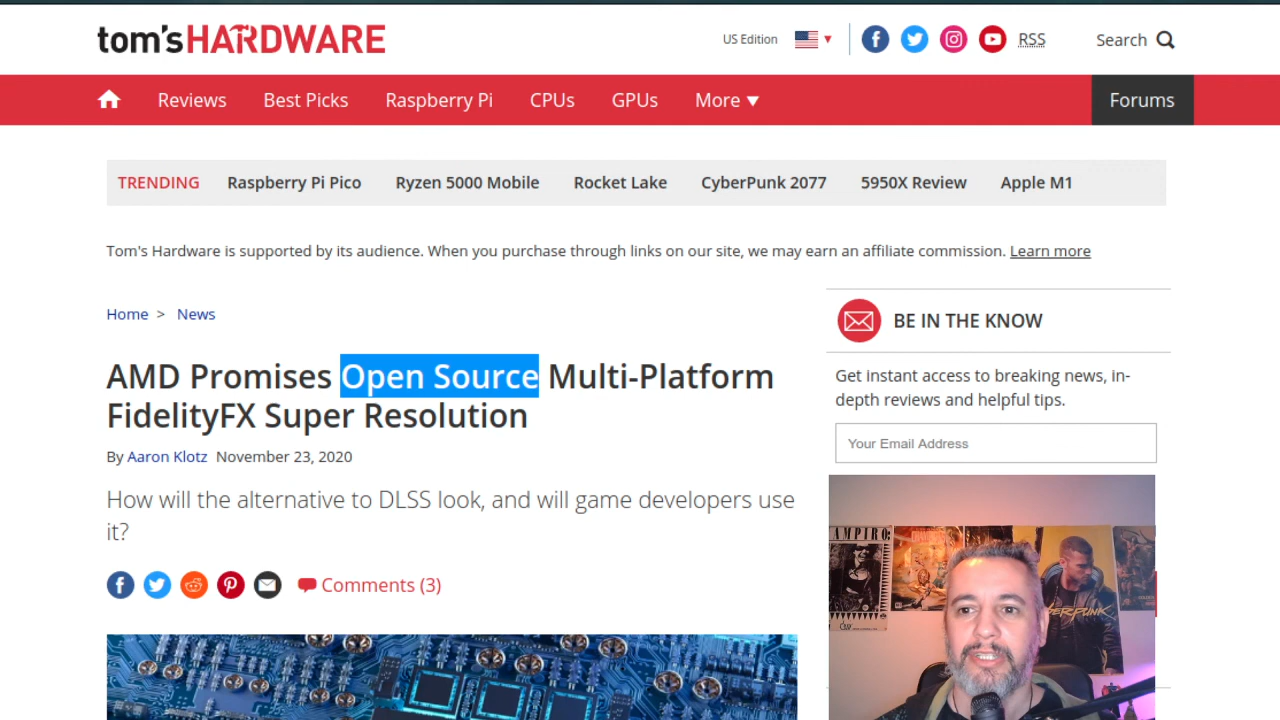 tom'sHARDWARE
US Edition
RSS
Search
Reviews
Best Picks
Raspberry Pi
CPUs
GPUs
More
Forums
TRENDING
Raspberry Pi Pico
Ryzen 5000 Mobile
Rocket Lake
CyberPunk 2077
5950X Review
Apple M1
Tom's Hardware is supported by its audience. When you purchase through links on our site, we may earn an affiliate commission. Learn more
Home > News
AMD Promises Open Source Multi-Platform
FidelityFX Super Resolution
By Aaron Klotz November 23, 2020
How will the alternative to DLSS look, and will game developers use
it?
Comments (3)
BE IN THE KNOW
Get instant access to breaking news, in-
depth reviews and helpful tips.
Your Email Address